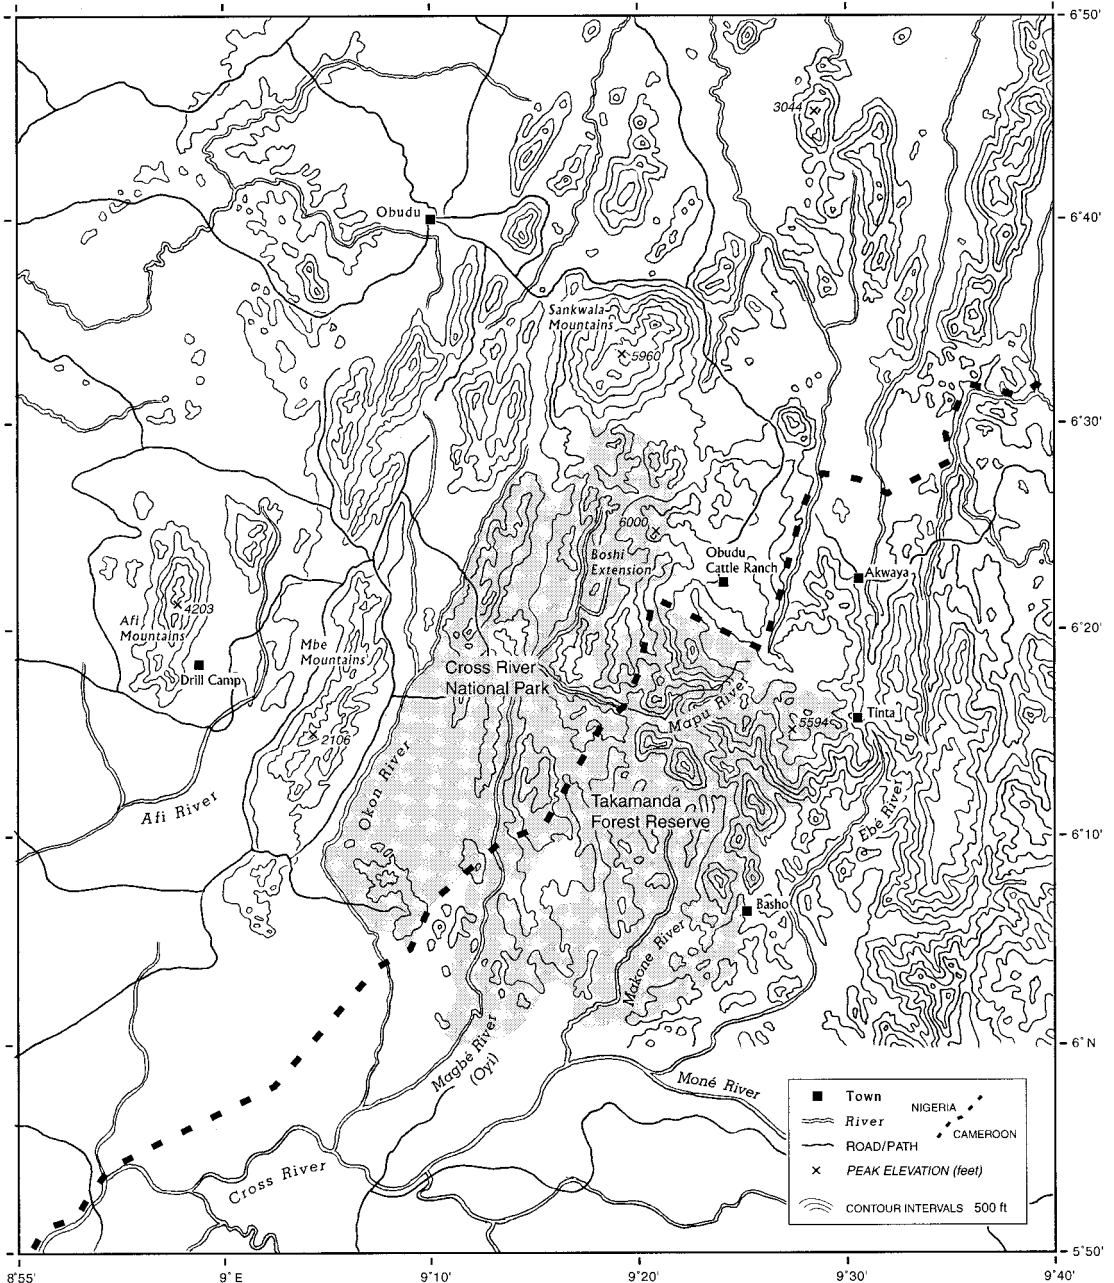 6°50'
3044
Obudu
6°40'
Sankwala
Mountains
5960
6°30'
6000
Boshi
Extension
Obudu
Cattle Ranch
Akwaya
4203
Afi
Mountains
Drill Camp
Mbe
Mountains
6°20'
Cross River
National Park
Mapu River
5594
Tinta
2106
Okon River
Afi River
Takamanda
Forest Reserve
Ebé River
6°10'
Basho
Makone River
Magbé River
(Oyi)
6°N
Moné River
Cross River
Town
River
ROAD/PATH
PEAK ELEVATION (feet)
CONTOUR INTERVALS 500 ft
NIGERIA
CAMEROON
5°50'
8°55'
9°E
9°10'
9°20'
9°30'
9°40'